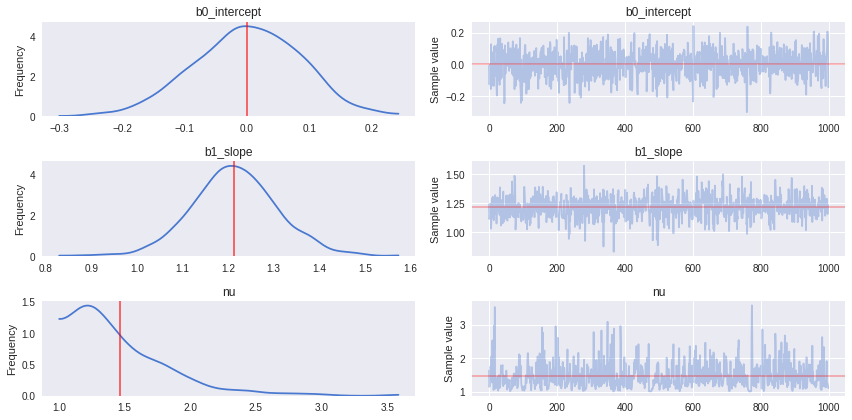 b0_intercept
Frequency
4
2
0
−0.3 −0.2 −0.1 0.0 0.1 0.2
b0_intercept
Sample value
0.2
0.0
−0.2
0 200 400 600 800 1000
b1_slope
Frequency
4
2
0
0.8 0.9 1.0 1.1 1.2 1.3 1.4 1.5 1.6
b1_slope
Sample value
1.50
1.25
1.00
0 200 400 600 800 1000
nu
Frequency
1.5
1.0
0.5
0.0
1.0 1.5 2.0 2.5 3.0 3.5
nu
Sample value
3
2
1
0 200 400 600 800 1000